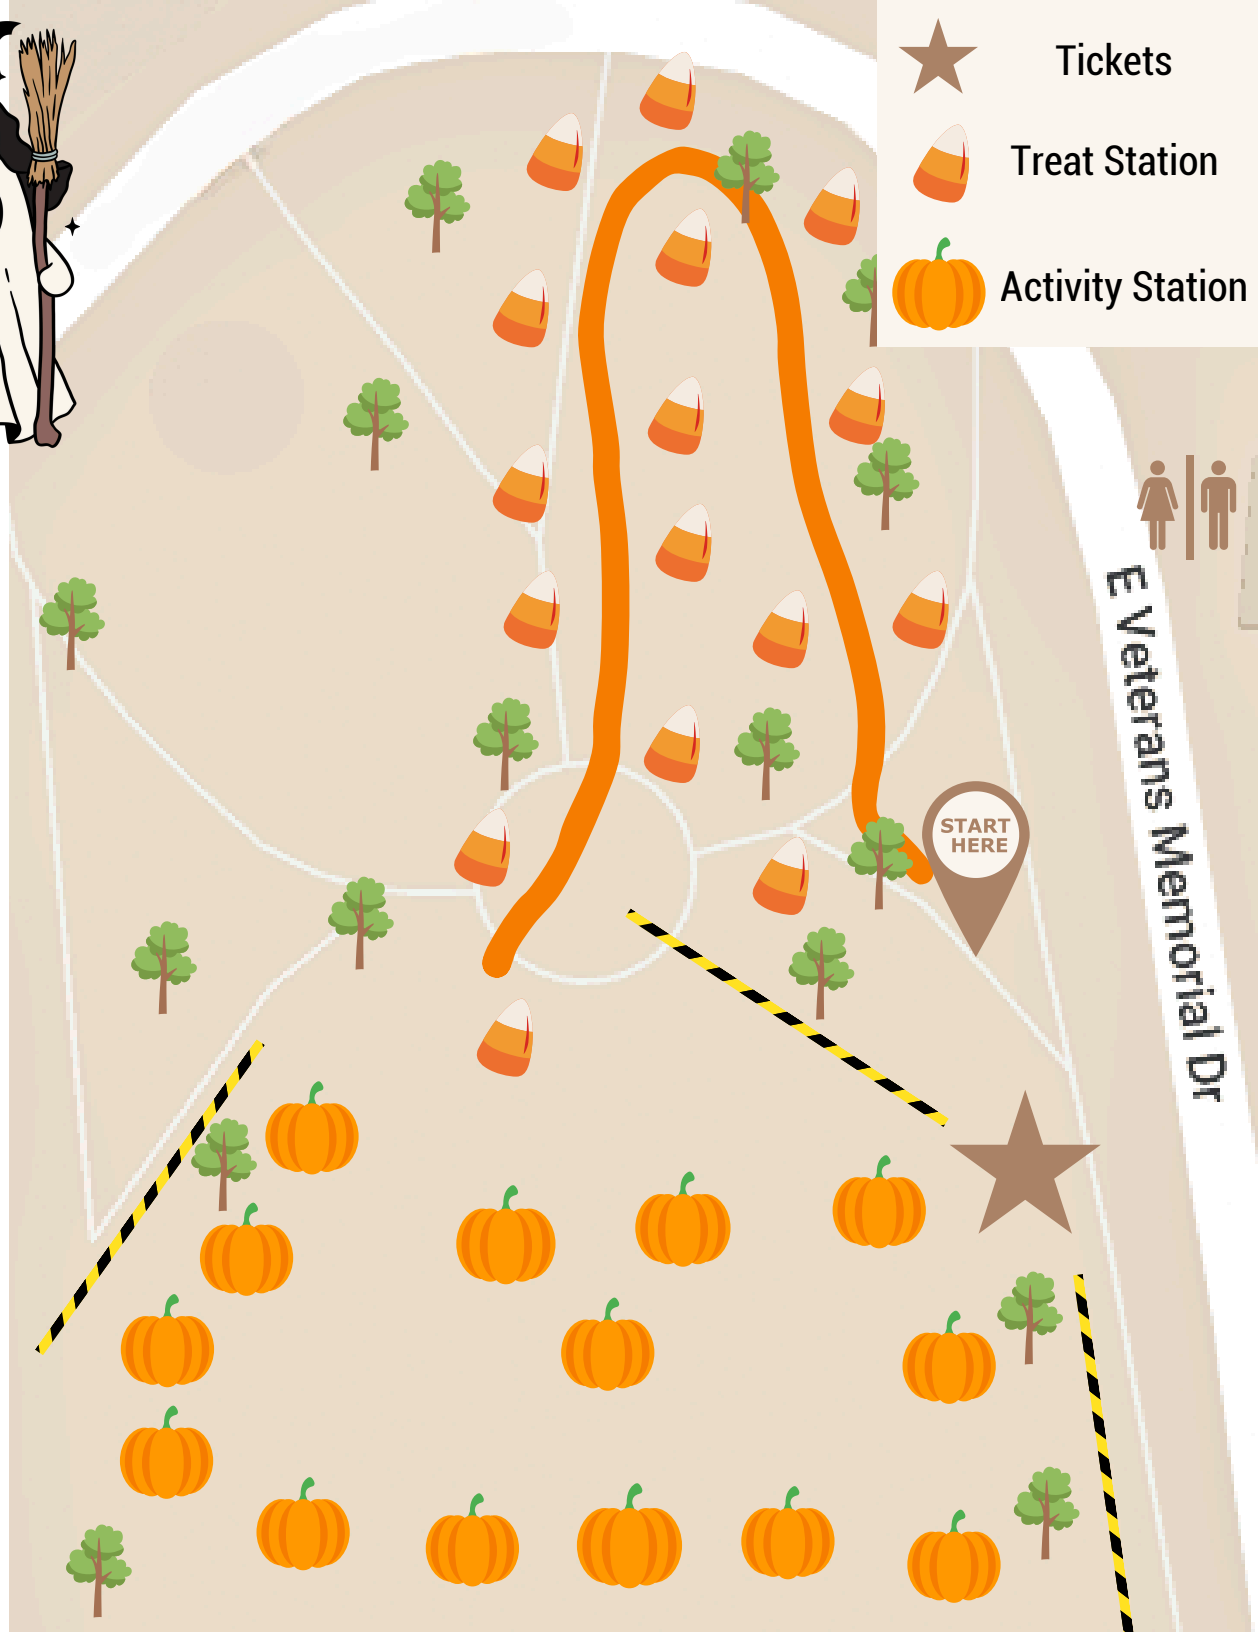 Tickets
Treat Station
Activity Station
E Veterans Memorial Dr
START
HERE